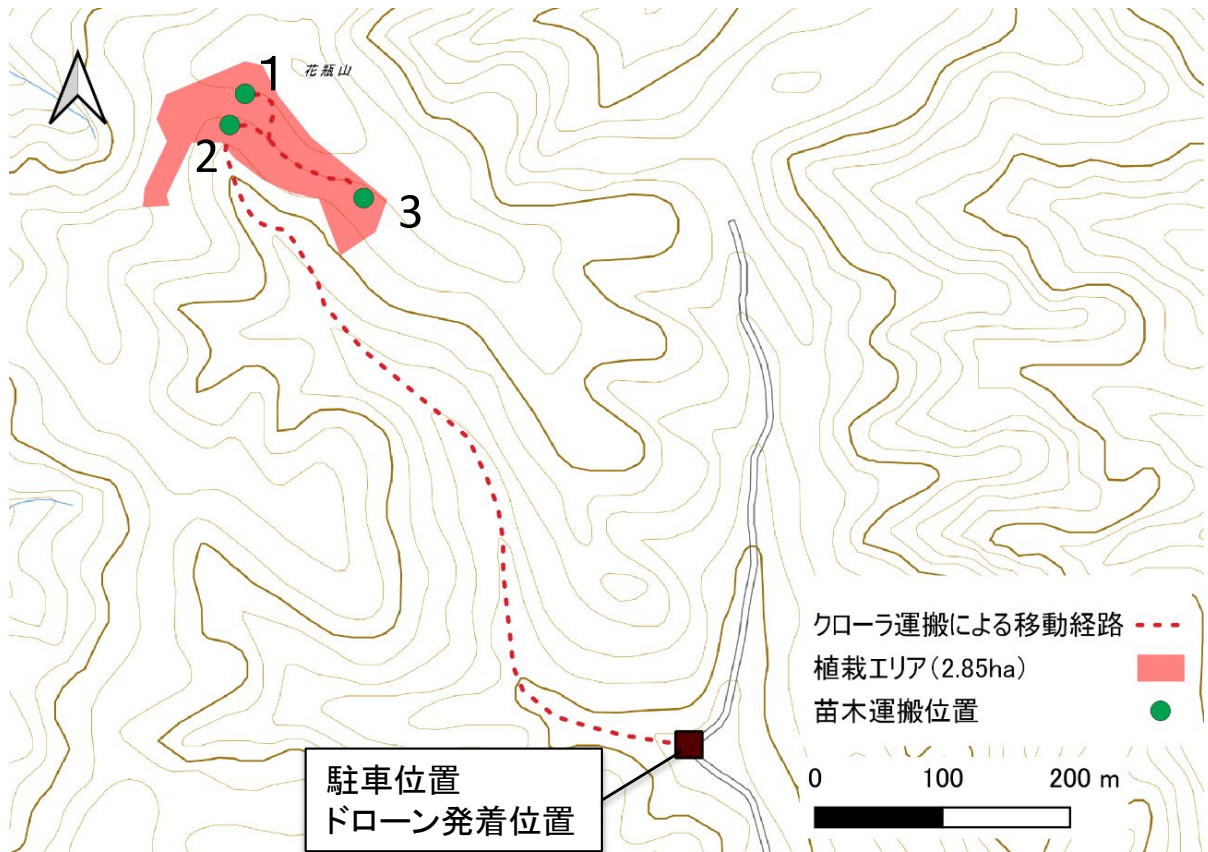 1
花瓶山
2
3
クローラ運搬による移動経路
植栽エリア(2.85ha)
苗木運搬位置
駐車位置
ドローン発着位置
0 100 200 m